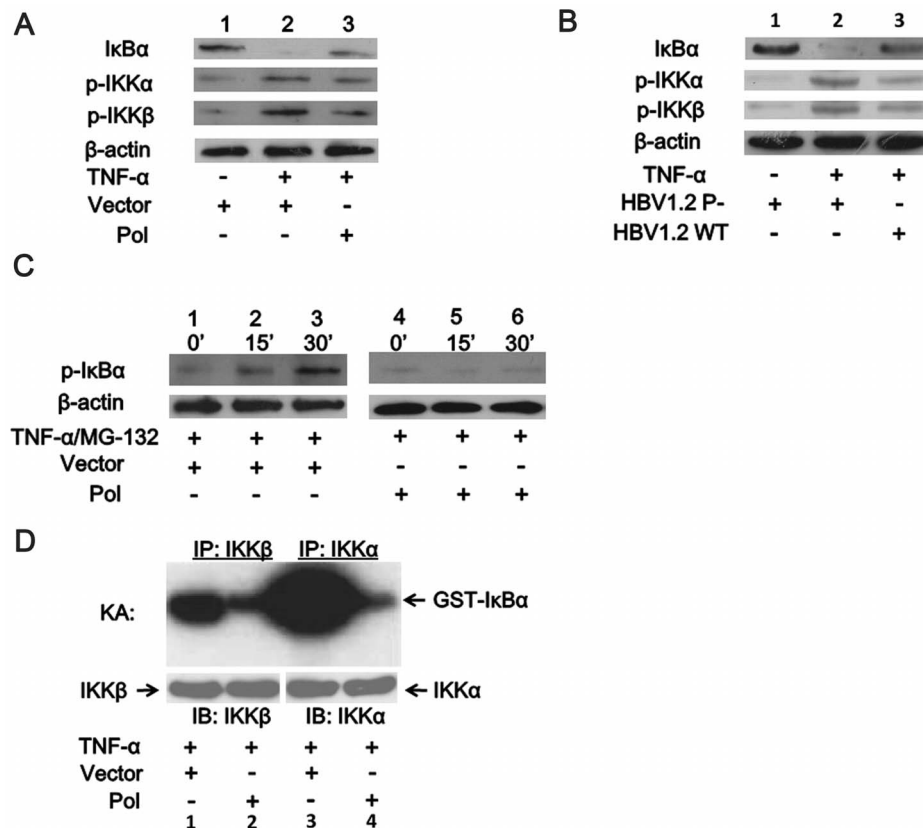 A
1 2 3
IκBα
p-IKKα
p-IKKβ
β-actin
TNF-α - + +
Vector + + -
Pol - - +
B
1 2 3
IκBα
p-IKKα
p-IKKβ
β-actin
TNF-α - + +
HBV1.2 P- + + -
HBV1.2 WT - - +
C
1 2 3 4 5 6
0' 15' 30' 0' 15' 30'
p-IκBα
β-actin
TNF-α/MG-132 + + + + + +
Vector + + + - - -
Pol - - - + + +
D
IP: IKKβ IP: IKKα
KA: ← GST-IκBα
IKKβ → ← IKKα
IB: IKKβ IB: IKKα
TNF-α + + + +
Vector + - + -
Pol - + - +
1 2 3 4